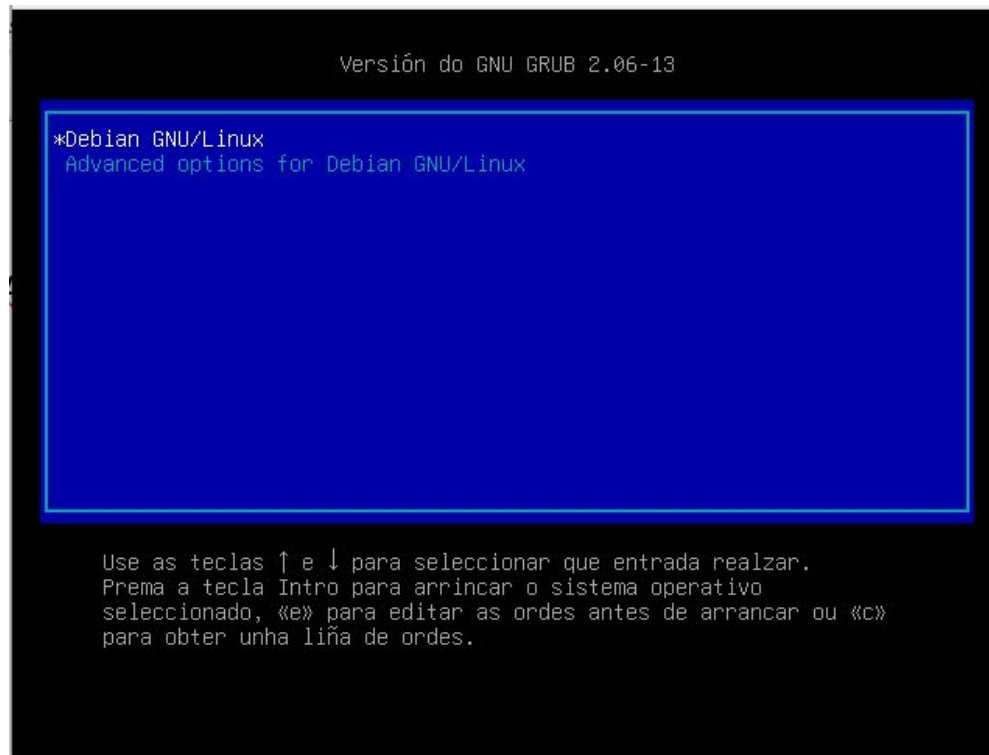 Versión do GNU GRUB 2.06-13
*Debian GNU/Linux
Advanced options for Debian GNU/Linux
Use as teclas ↑ e ↓ para seleccionar que entrada realzar.
Prema a tecla Intro para arrincar o sistema operativo
seleccionado, «e» para editar as ordes antes de arrancar ou «c»
para obter unha liña de ordes.